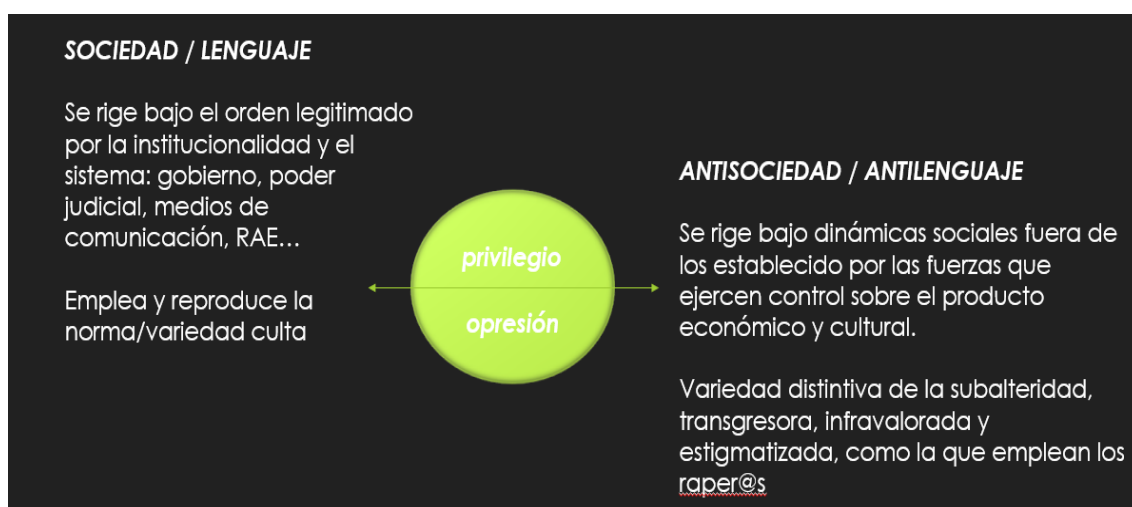 SOCIEDAD / LENGUAJE
Se rige bajo el orden legitimado
por la institucionalidad y el
sistema: gobierno, poder
judicial, medios de
comunicación, RAE...
Emplea y reproduce la
norma/variedad culta
privilegio
opresión
ANTISOCIEDAD / ANTILENGUAJE
Se rige bajo dinámicas sociales fuera de
los establecido por las fuerzas que
ejercen control sobre el producto
económico y cultural.
Variedad distintiva de la subalteridad,
transgresora, infravalorada y
estigmatizada, como la que emplean los
raper@s